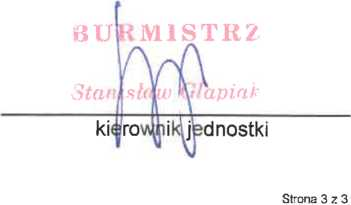 BURMISTRZ
Stanisław Glapiak
kierownik jednostki
Strona 3 z 3